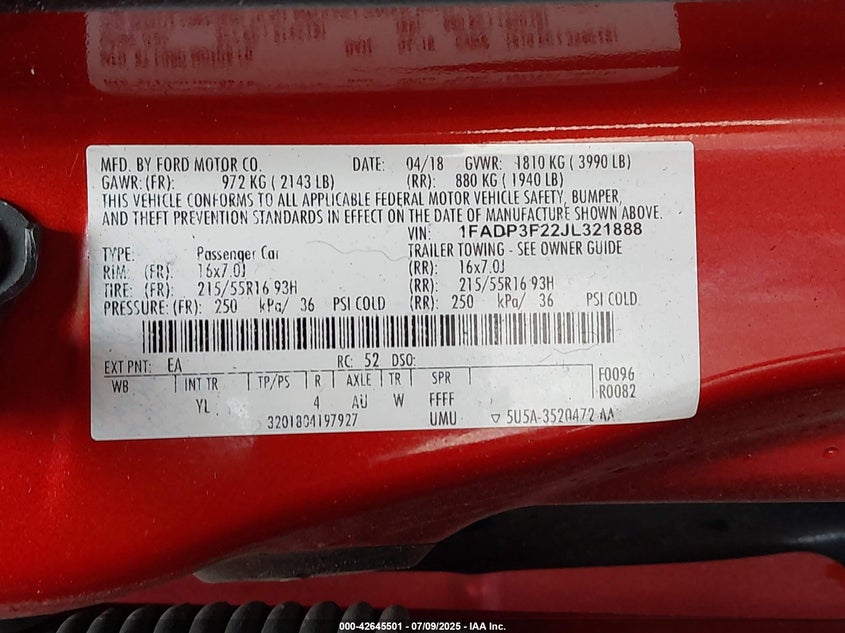 MFD. BY FORD MOTOR CO. DATE: 04/18 GVWR: 1810 KG ( 3990 LB)
GAWR:(FR): 972 KG ( 2143 LB) (RR): 880 KG ( 1940 LB)
THIS VEHICLE CONFORMS TO ALL APPLICABLE FEDERAL MOTOR VEHICLE SAFETY, BUMPER,
AND THEFT PREVENTION STANDARDS IN EFFECT ON THE DATE OF MANUFACTURE SHOWN ABOVE.
VIN: 1FADP3F22JL321888
TYPE: Passenger Car TRAILER TOWING - SEE OWNER GUIDE
RIM: (FR): 16x7.0J (RR): 16x7.0J
TIRE: (FR): 215/55R16 93H (RR): 215/55R16 93H
PRESSURE: (FR): 250 kPa/ 36 PSI COLD (RR): 250 kPa/ 36 PSI COLD
EXT PNT: EA RC: 52 DSO:
WB INT TR TP/PS R AXLE TR SPR F0096
R0082
YL 4 AU W FFFF
3201804197927 UMU ▽ 5U5A-3520472 AA
000-42645501 / 07/09/2025 - IAA Inc.